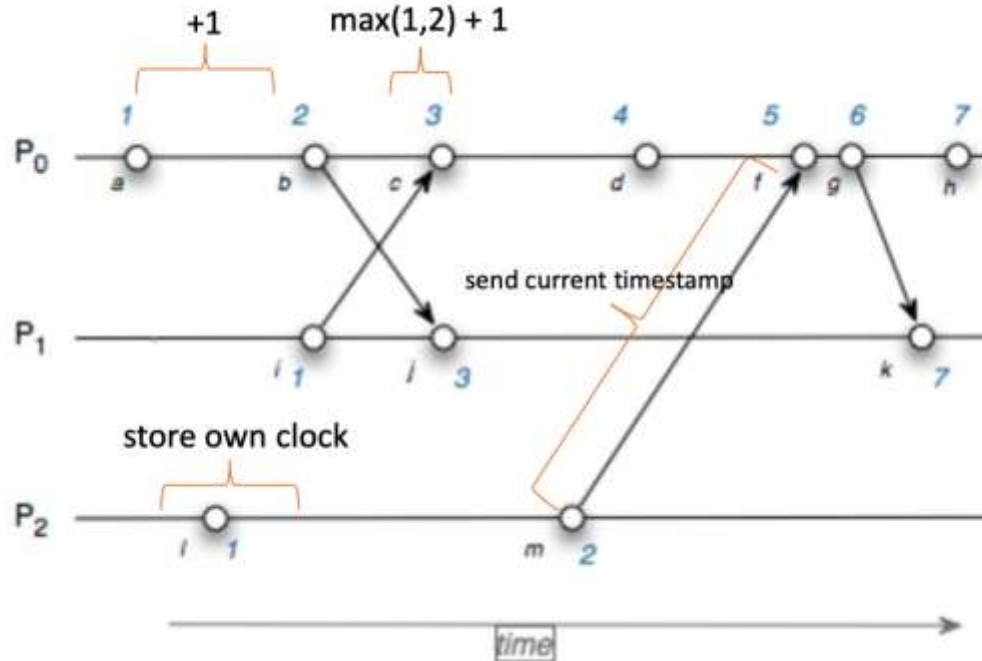 +1
max(1,2) + 1
1 2 3 4 5 6 7
P0
a b c d f g h
send current timestamp
P1
i 1 j 3 k 7
store own clock
P2
l 1 m 2
time